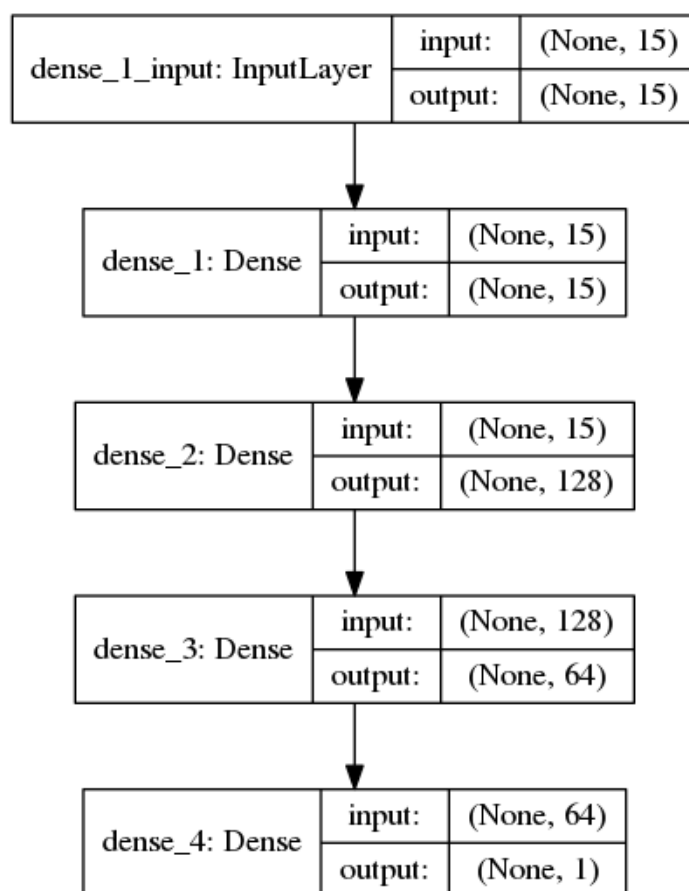 dense_1_input: InputLayer
input: (None, 15)
output: (None, 15)
dense_1: Dense
input: (None, 15)
output: (None, 15)
dense_2: Dense
input: (None, 15)
output: (None, 128)
dense_3: Dense
input: (None, 128)
output: (None, 64)
dense_4: Dense
input: (None, 64)
output: (None, 1)